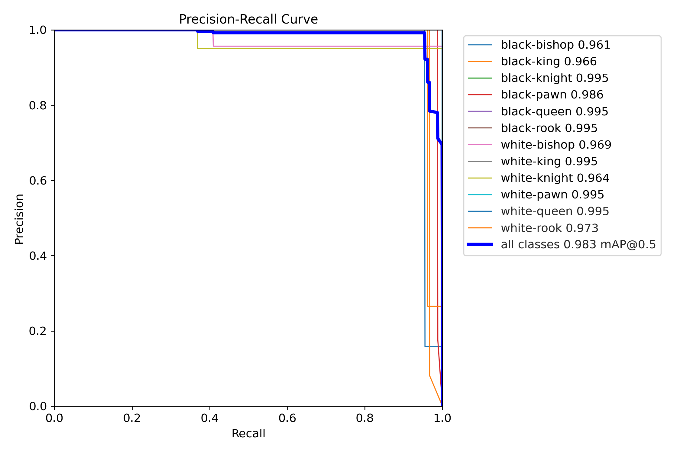 Precision-Recall Curve
1.0
0.8
0.6
0.4
0.2
0.0
Precision
0.0 0.2 0.4 0.6 0.8 1.0
Recall
black-bishop 0.961
black-king 0.966
black-knight 0.995
black-pawn 0.986
black-queen 0.995
black-rook 0.995
white-bishop 0.969
white-king 0.995
white-knight 0.964
white-pawn 0.995
white-queen 0.995
white-rook 0.973
all classes 0.983 mAP@0.5